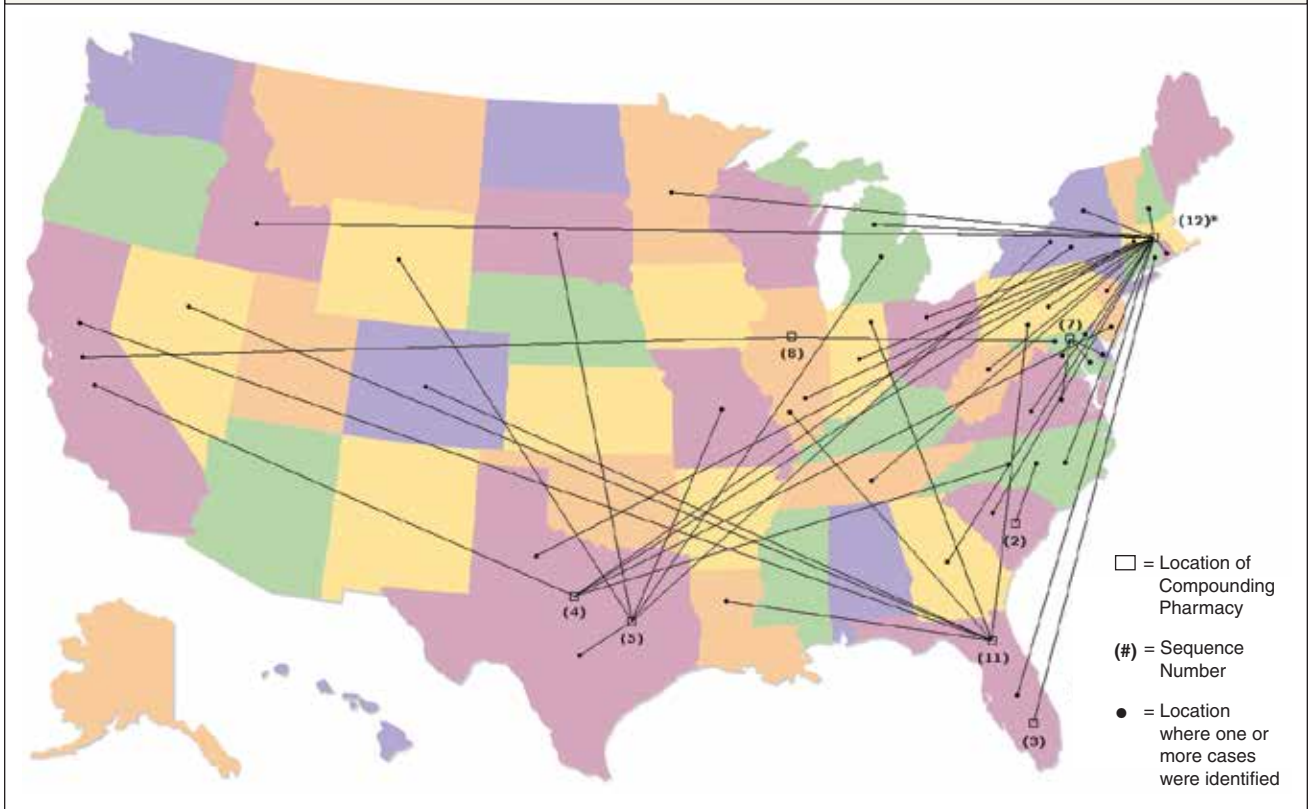 (12)*
(7)
(8)
(2)
(4)
(5)
(11)
(3)
= Location of
Compounding
Pharmacy
(#) = Sequence
Number
= Location
where one or
more cases
were identified